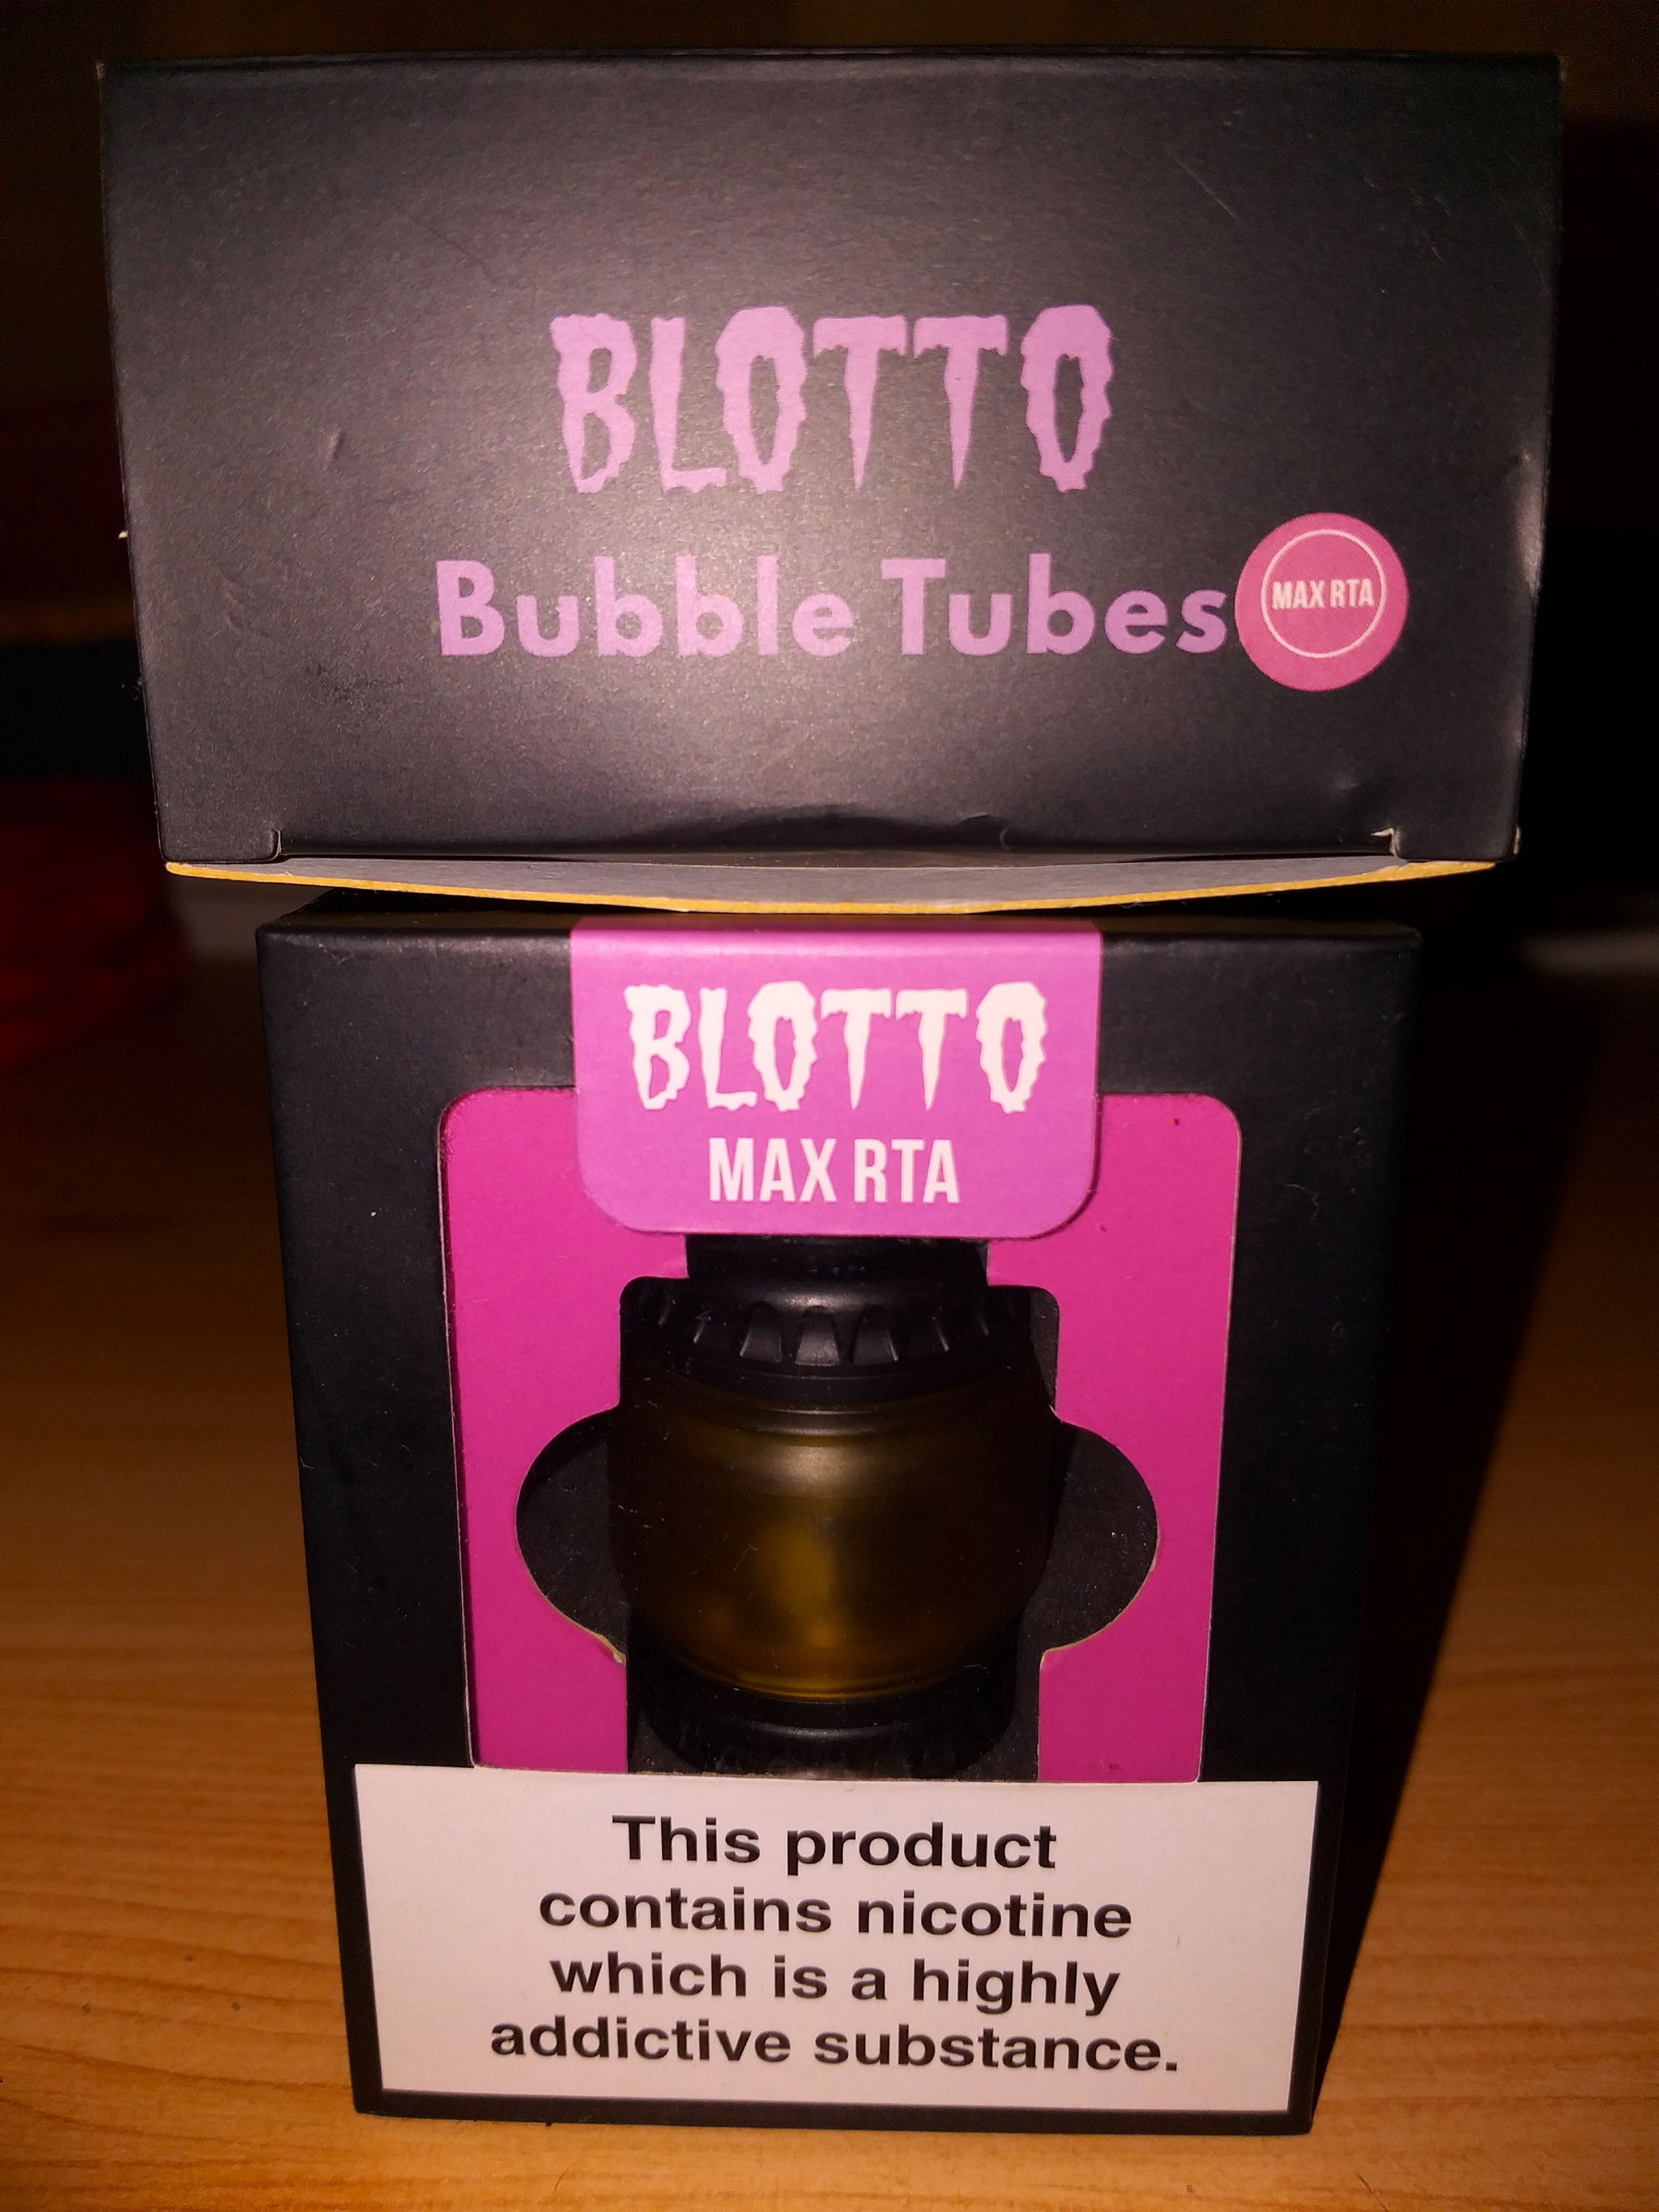 BLOTTO
Bubble Tubes
MAX RTA
BLOTTO
MAX RTA
This product
contains nicotine
which is a highly
addictive substance.